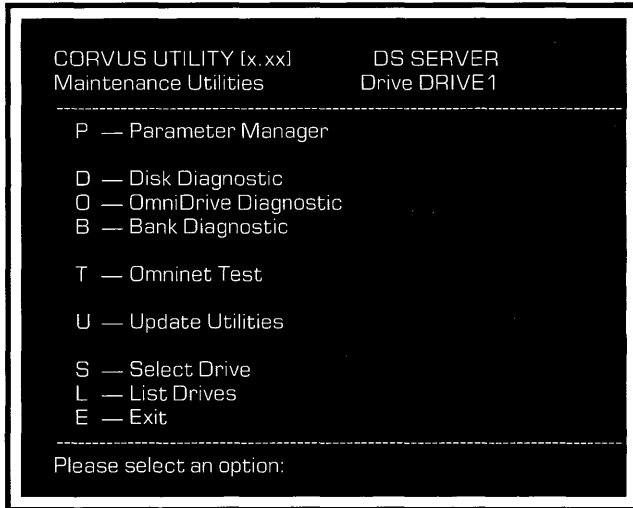 CORVUS UTILITY [x.xx] DS SERVER
Maintenance Utilities Drive DRIVE1
P — Parameter Manager
D — Disk Diagnostic
O — OmniDrive Diagnostic
B — Bank Diagnostic
T — Omninet Test
U — Update Utilities
S — Select Drive
L — List Drives
E — Exit
Please select an option: